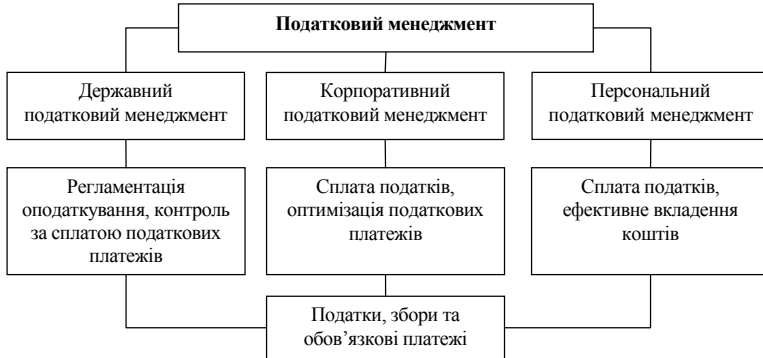 Податковий менеджмент
Державний
податковий менеджмент
Корпоративний
податковий менеджмент
Персональний
податковий менеджмент
Регламентація
оподаткування, контроль
за сплатою податкових
платежів
Сплата податків,
оптимізація податкових
платежів
Сплата податків,
ефективне вкладення
коштів
Податки, збори та
обов’язкові платежі